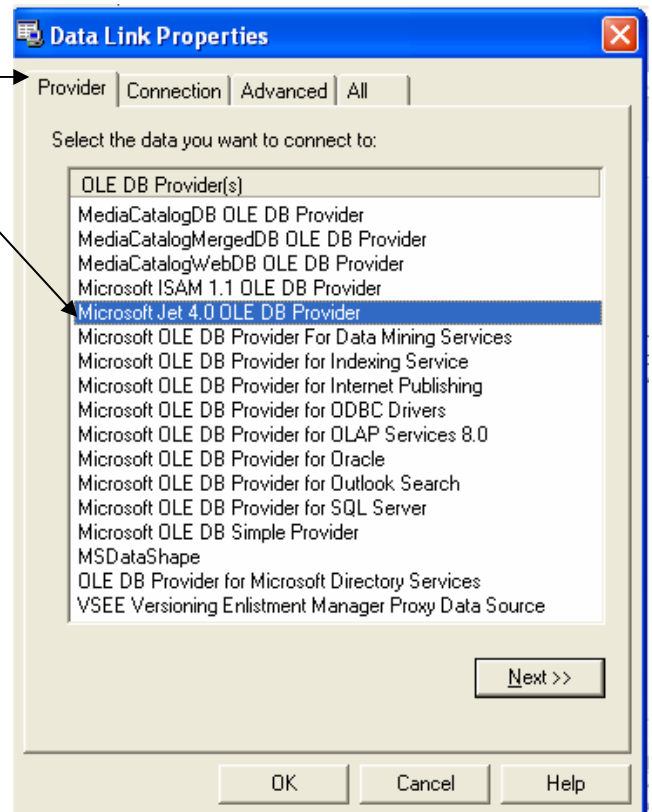 Data Link Properties
Provider Connection Advanced All
Select the data you want to connect to:
OLE DB Provider(s)
MediaCatalogDB OLE DB Provider
MediaCatalogMergedDB OLE DB Provider
MediaCatalogWebDB OLE DB Provider
Microsoft ISAM 1.1 OLE DB Provider
Microsoft Jet 4.0 OLE DB Provider
Microsoft OLE DB Provider For Data Mining Services
Microsoft OLE DB Provider for Indexing Service
Microsoft OLE DB Provider for Internet Publishing
Microsoft OLE DB Provider for ODBC Drivers
Microsoft OLE DB Provider for OLAP Services 8.0
Microsoft OLE DB Provider for Oracle
Microsoft OLE DB Provider for Outlook Search
Microsoft OLE DB Provider for SQL Server
Microsoft OLE DB Simple Provider
MSDataShape
OLE DB Provider for Microsoft Directory Services
VSEE Versioning Enlistment Manager Proxy Data Source
Next >>
OK Cancel Help